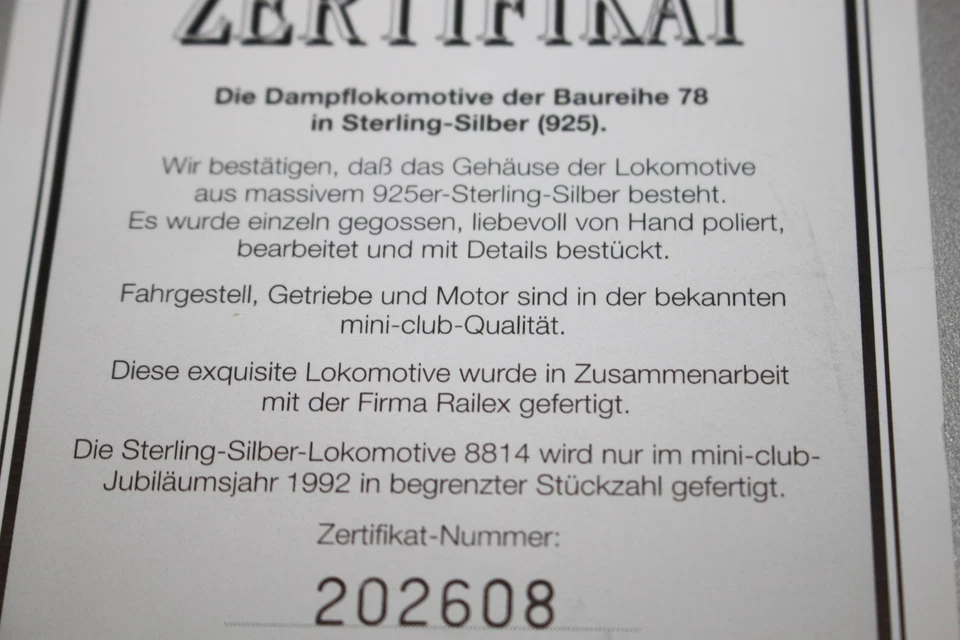 ZERTIFIKAT
Die Dampflokomotive der Baureihe 78
in Sterling-Silber (925).
Wir bestätigen, daß das Gehäuse der Lokomotive
aus massivem 925er-Sterling-Silber besteht.
Es wurde einzeln gegossen, liebevoll von Hand poliert,
bearbeitet und mit Details bestückt.
Fahrgestell, Getriebe und Motor sind in der bekannten
mini-club-Qualität.
Diese exquisite Lokomotive wurde in Zusammenarbeit
mit der Firma Railex gefertigt.
Die Sterling-Silber-Lokomotive 8814 wird nur im mini-club-
Jubiläumsjahr 1992 in begrenzter Stückzahl gefertigt.
Zertifikat-Nummer:
202608